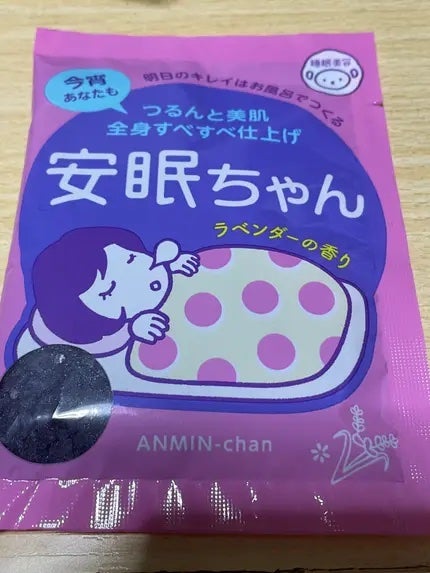 睡眠美容
今宵
あなたも
明日のキレイはお風呂でつくる
つるんと美肌
全身すべすべ仕上げ
安眠ちゃん
ラベンダーの香り
ANMIN-chan